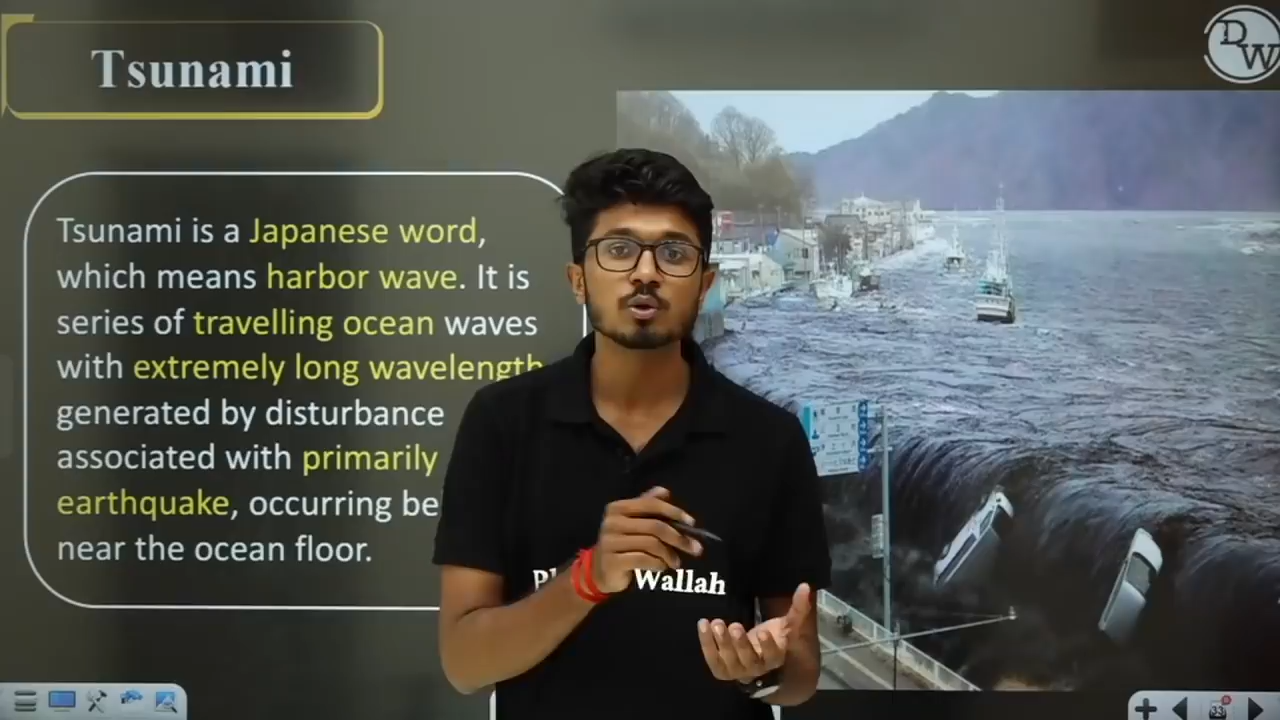 Tsunami
DW
Tsunami is a Japanese word,
which means harbor wave. It is
series of travelling ocean waves
with extremely long wavelength
generated by disturbance
associated with primarily
earthquake, occurring
near the ocean floor.
Wallah